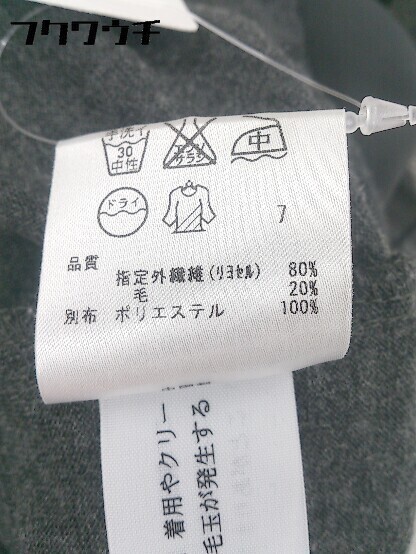 フクワウチ
手洗イ
30
中性
エンソ
サラシ
中
ドライ
7
品質
指定外繊維(リヨセル) 80%
毛 20%
別布 ポリエステル 100%
着用やクリー
毛玉が発生する